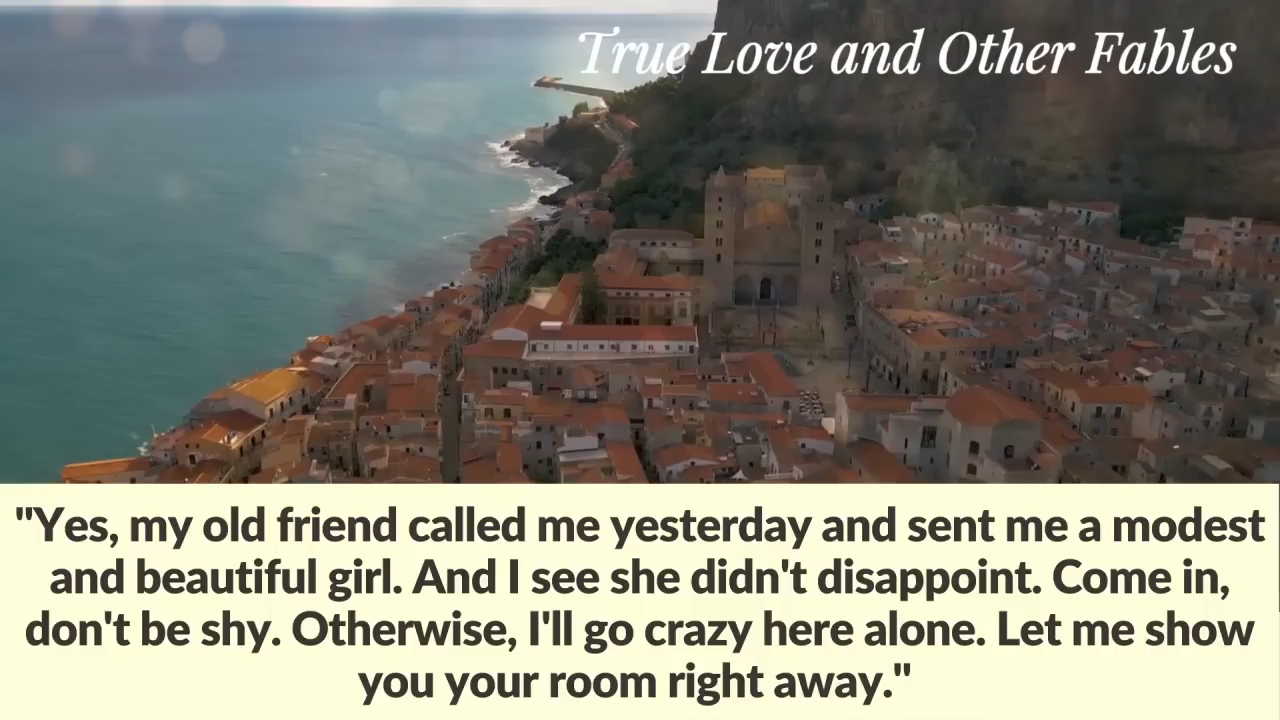 True Love and Other Fables
"Yes, my old friend called me yesterday and sent me a modest
and beautiful girl. And I see she didn't disappoint. Come in,
don't be shy. Otherwise, I'll go crazy here alone. Let me show
you your room right away."